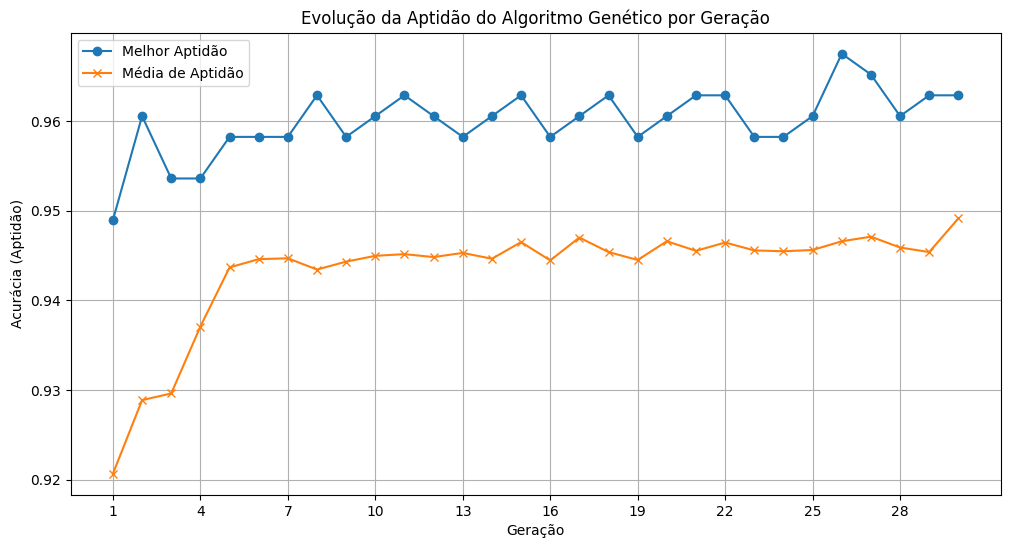 Evolução da Aptidão do Algoritmo Genético por Geração
Melhor Aptidão
Média de Aptidão
Acurácia (Aptidão)
0.96
0.95
0.94
0.93
0.92
1 4 7 10 13 16 19 22 25 28
Geração